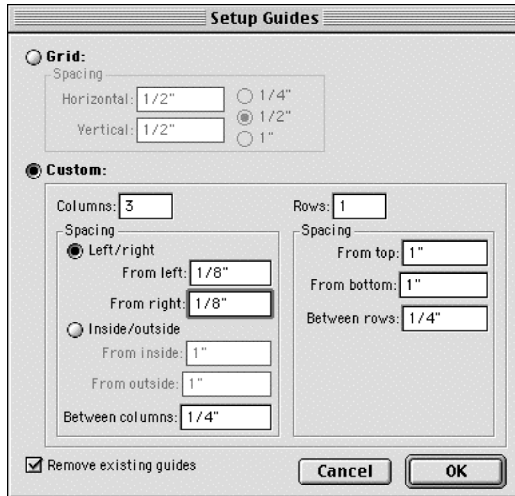 Setup Guides
Grid:
Spacing
Horizontal: 1/2"
1/4"
1/2"
Vertical: 1/2"
1"
Custom:
Columns: 3
Rows: 1
Spacing
Left/right
From left: 1/8"
From right: 1/8"
Inside/outside
From inside: 1"
From outside: 1"
Between columns: 1/4"
Spacing
From top: 1"
From bottom: 1"
Between rows: 1/4"
Remove existing guides
Cancel
OK